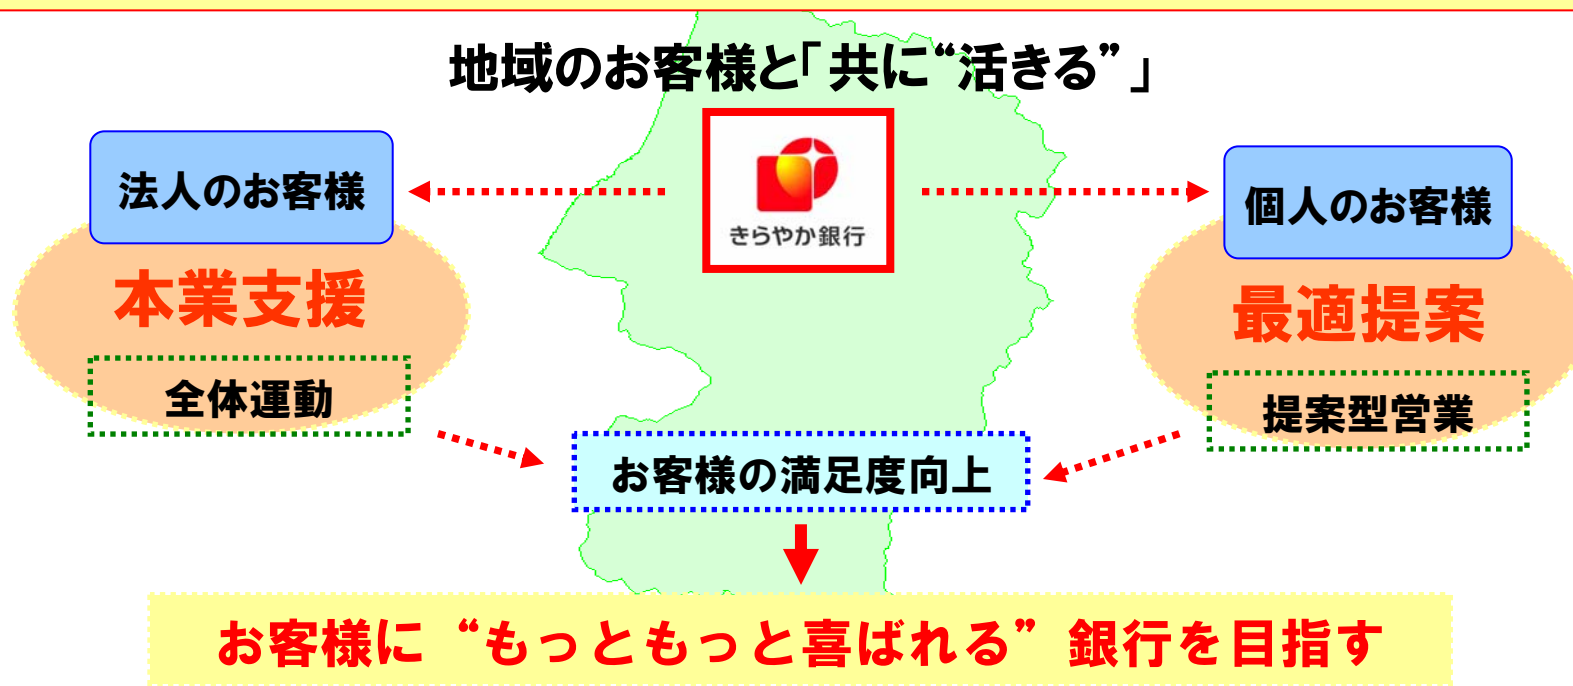 地域のお客様と「共に“活きる”」
きらやか銀行
法人のお客様
本業支援
全体運動
個人のお客様
最適提案
提案型営業
お客様の満足度向上
お客様に“もっともっと喜ばれる”銀行を目指す